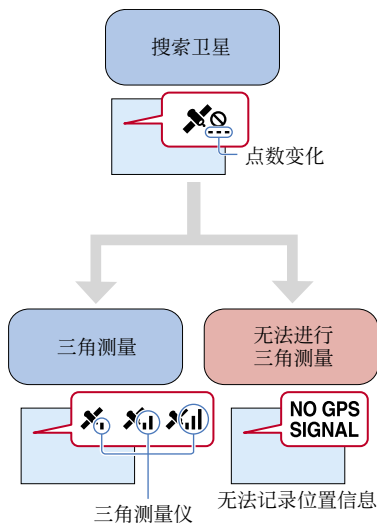 搜索卫星
点数变化
三角测量
无法进行
三角测量
NO GPS
SIGNAL
三角测量仪
无法记录位置信息